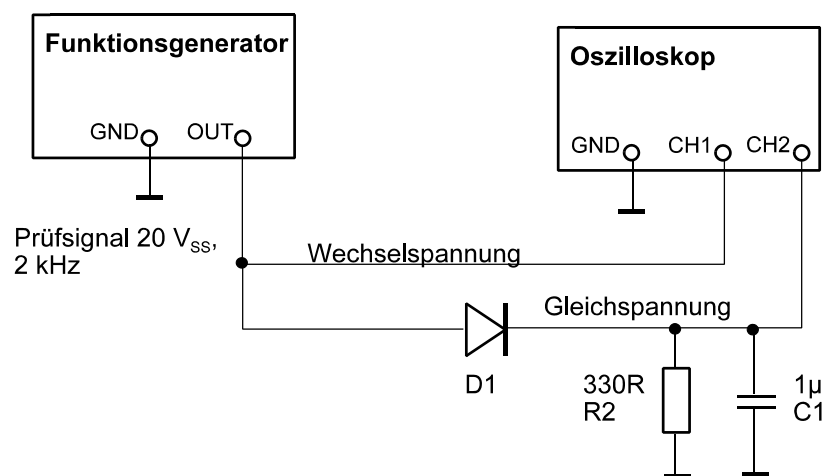 Funktionsgenerator
GND OUT
Oszilloskop
GND CH1 CH2
Prüfsignal 20 VSS,
2 kHz
Wechselspannung
Gleichspannung
D1
330R
R2
1µ
C1